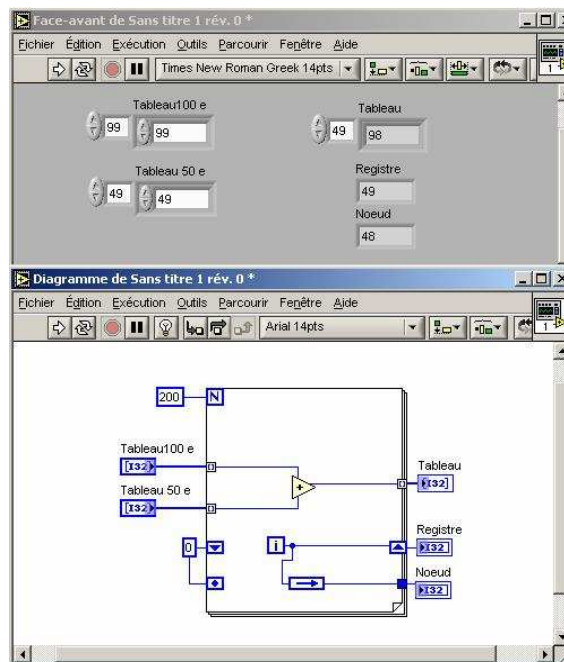 Face-avant de Sans titre 1 rév. 0 *
Fichier Édition Exécution Outils Parcourir Fenêtre Aide
Times New Roman Greek 14pts
1
Tableau100 e
99 99
Tableau
49 98
Tableau 50 e
49 49
Registre
49
Noeud
48
Diagramme de Sans titre 1 rév. 0 *
Fichier Édition Exécution Outils Parcourir Fenêtre Aide
Arial 14pts
1
200 N
Tableau100 e
[I32]
Tableau 50 e
[I32]
+
Tableau
[I32]
0
i
Registre
I32
Noeud
I32